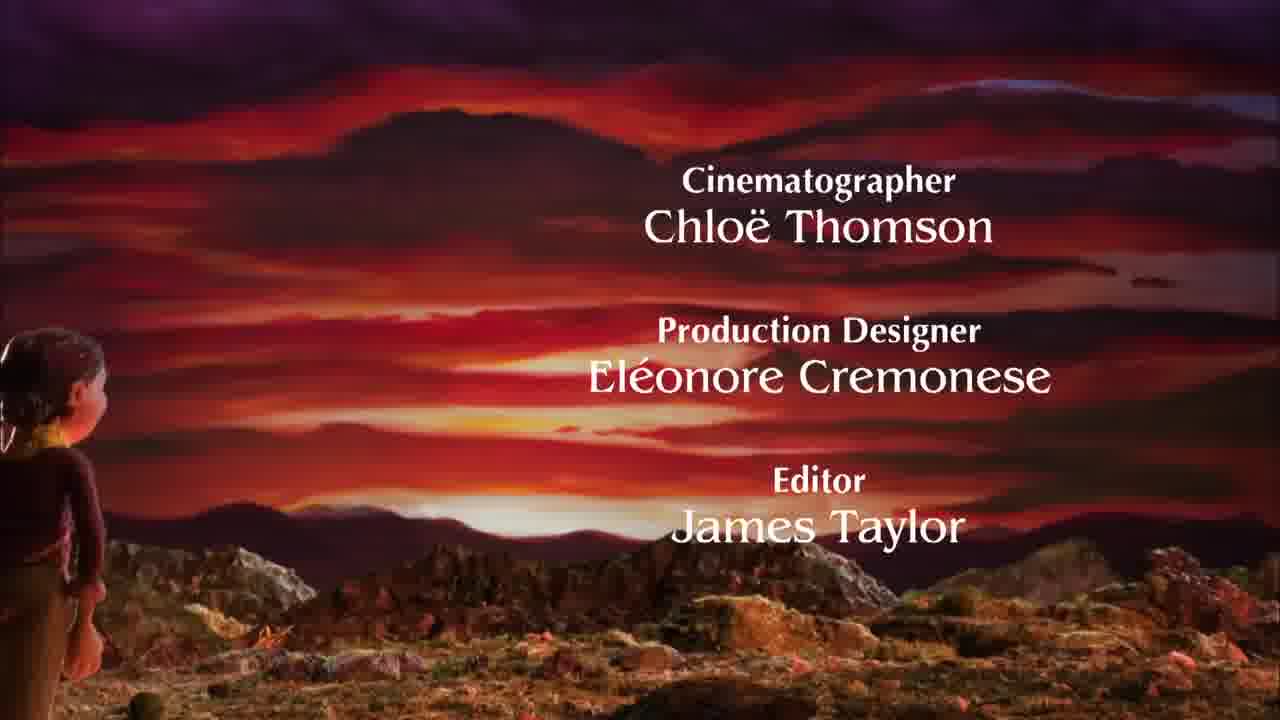 Cinematographer
Chloë Thomson
Production Designer
Eléonore Cremonese
Editor
James Taylor